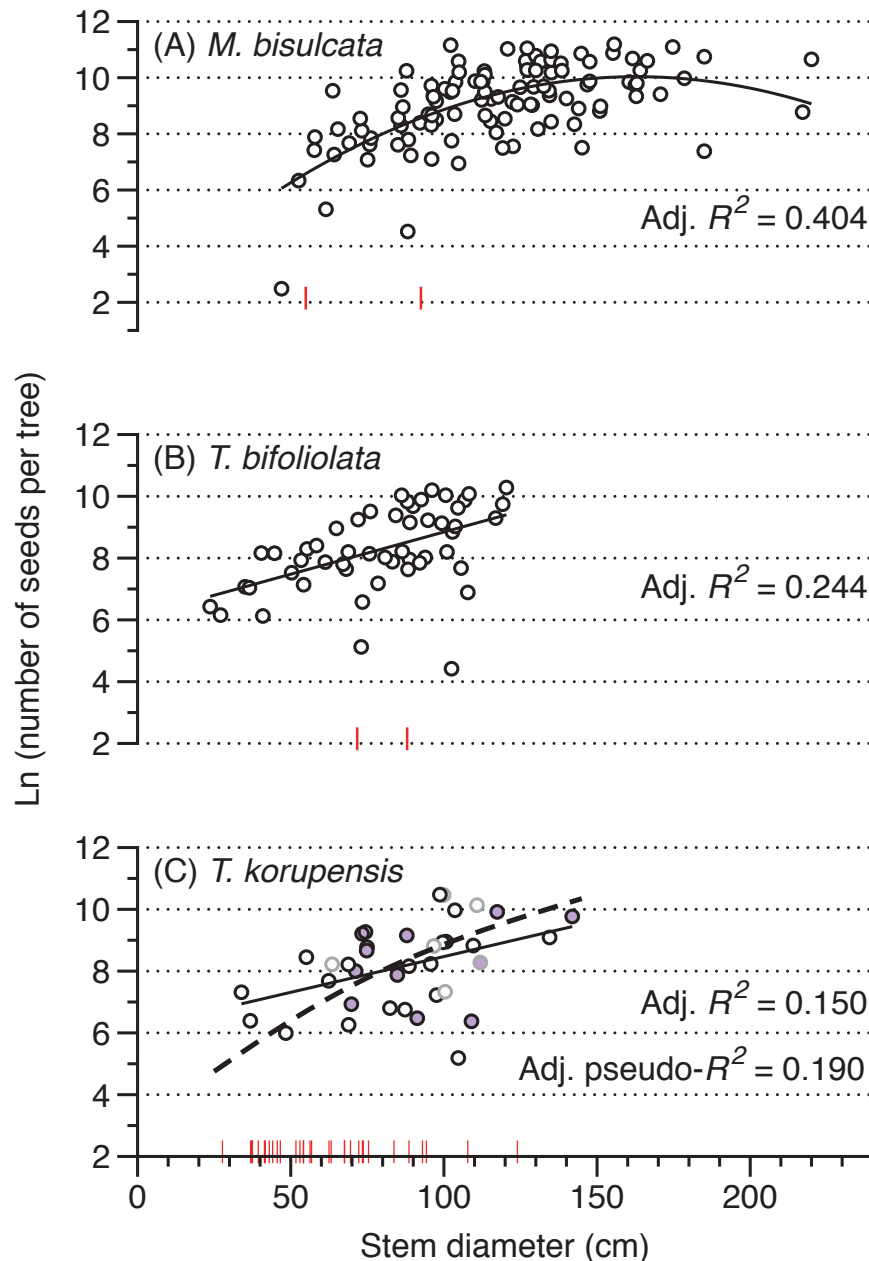 Ln (number of seeds per tree)
12
10
8
6
4
2
(A) M. bisulcata
Adj. R² = 0.404
12
10
8
6
4
2
(B) T. bifoliolata
Adj. R² = 0.244
12
10
8
6
4
2
(C) T. korupensis
Adj. R² = 0.150
Adj. pseudo-R² = 0.190
0 50 100 150 200
Stem diameter (cm)